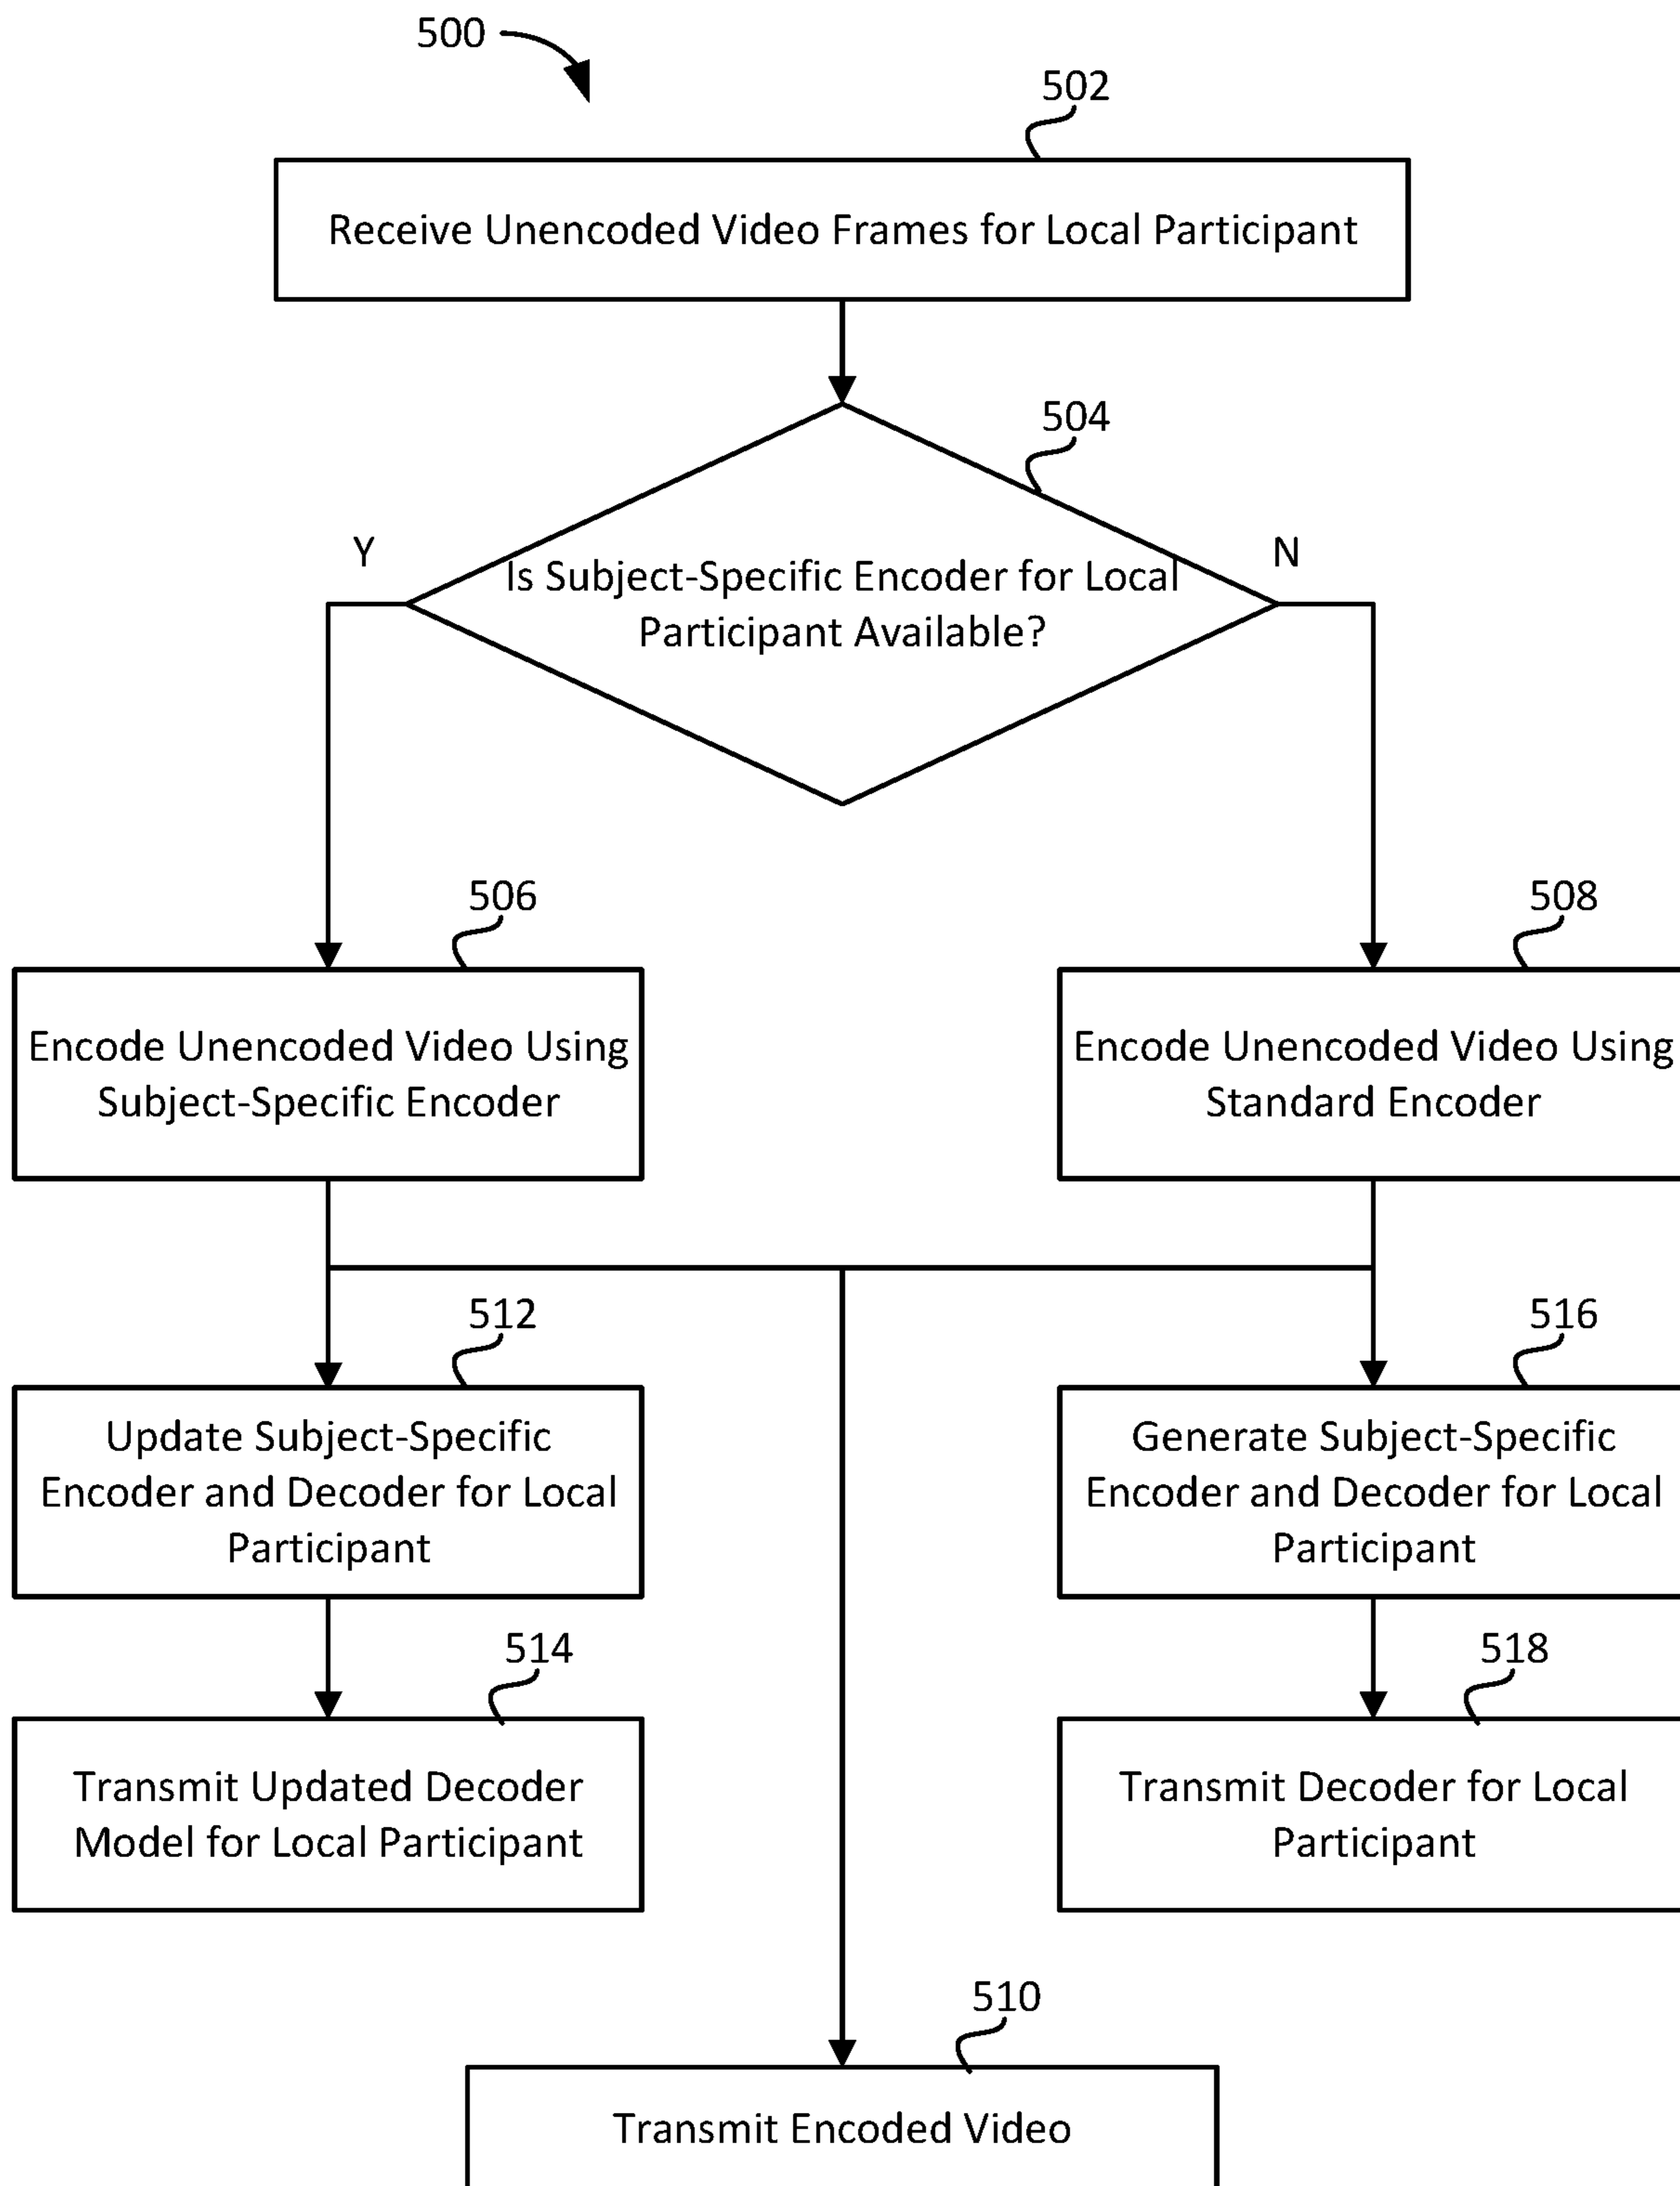 500
502
Receive Unencoded Video Frames for Local Participant
504
Y
N
Is Subject-Specific Encoder for Local
Participant Available?
506
508
Encode Unencoded Video Using
Subject-Specific Encoder
Encode Unencoded Video Using
Standard Encoder
512
516
Update Subject-Specific
Encoder and Decoder for Local
Participant
Generate Subject-Specific
Encoder and Decoder for Local
Participant
514
518
Transmit Updated Decoder
Model for Local Participant
Transmit Decoder for Local
Participant
510
Transmit Encoded Video